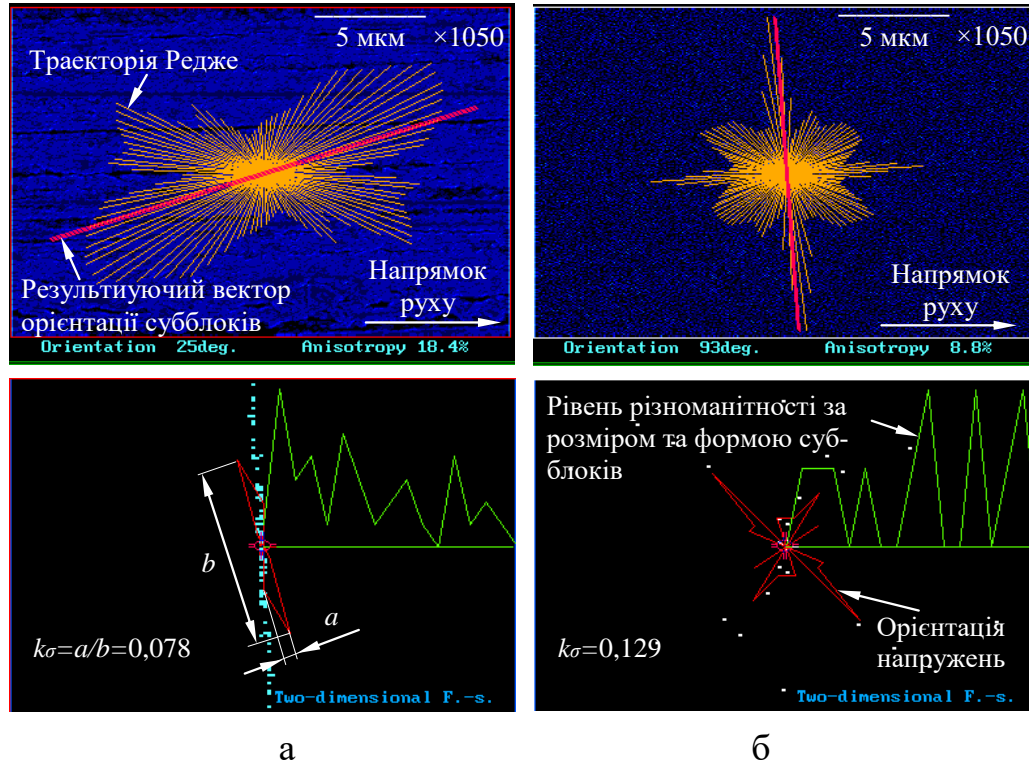 5 мкм ×1050
Траекторія Редже
Результиуючий вектор
орієнтації субблоків
Напрямок
руху
Orientation 25deg. Anisotropy 18.4%
5 мкм ×1050
Напрямок
руху
Orientation 93deg. Anisotropy 8.8%
b
a
kσ=a/b=0,078
Two-dimensional F.-s.
Рівень різноманітності за
розміром та формою суб-
блоків
Орієнтація
напружень
kσ=0,129
Two-dimensional F.-s.
а
б